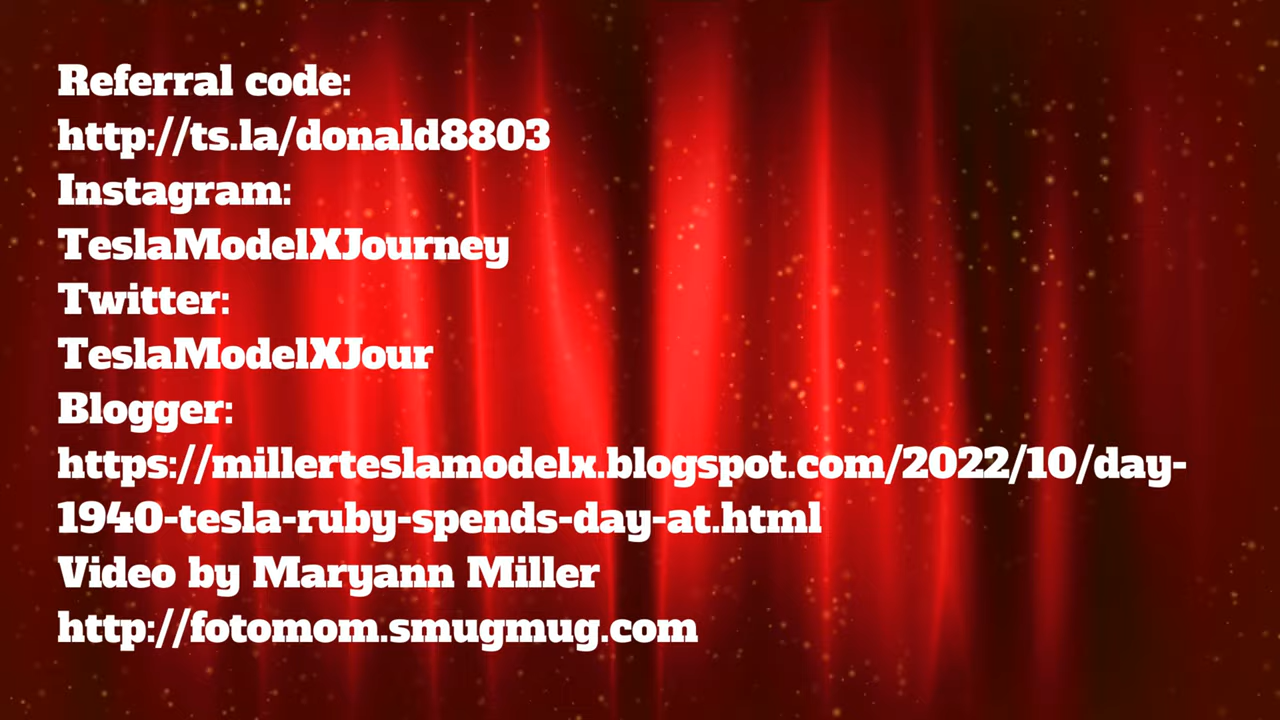 Referral code:
http://ts.la/donald8803
Instagram:
TeslaModelXJourney
Twitter:
TeslaModelXJour
Blogger:
https://millerteslamodelx.blogspot.com/2022/10/day-
1940-tesla-ruby-spends-day-at.html
Video by Maryann Miller
http://fotomom.smugmug.com